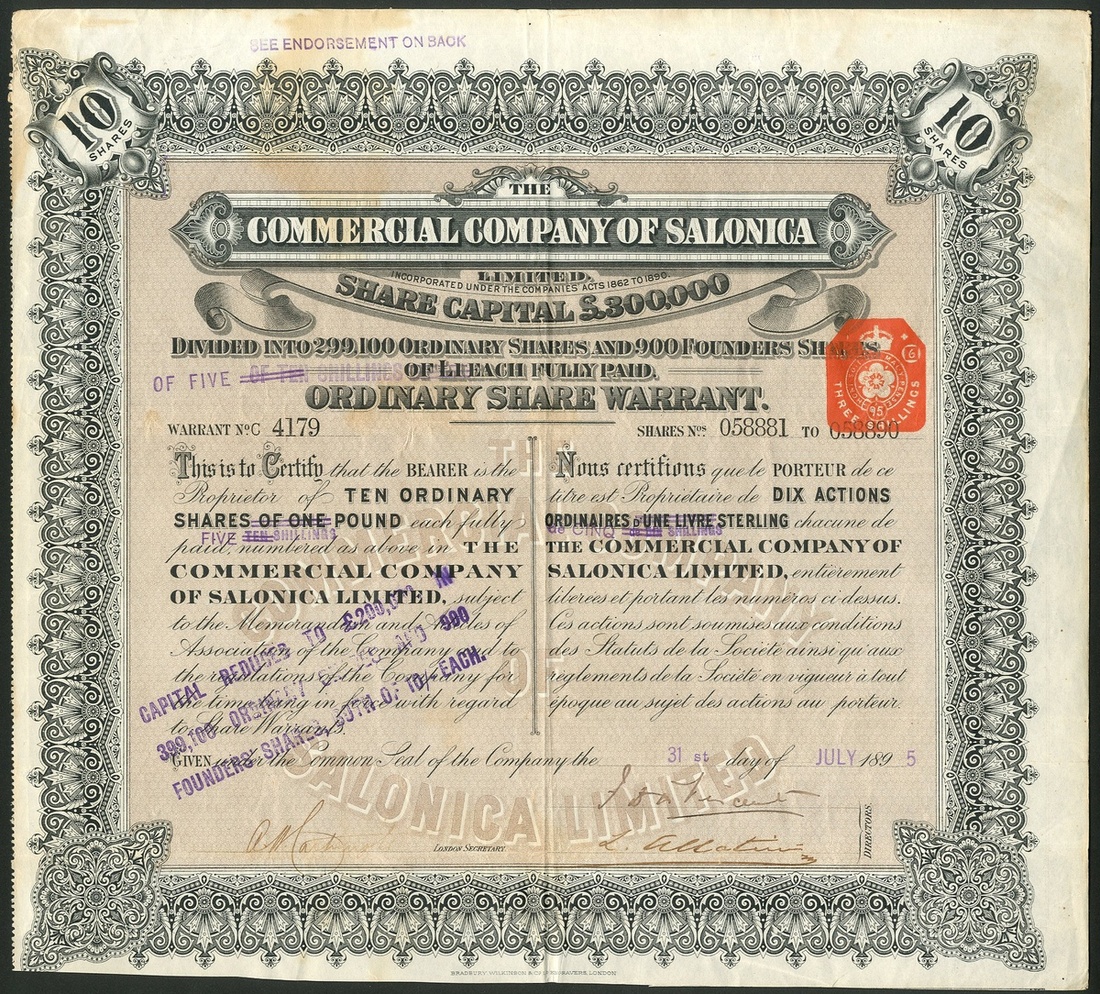 SEE ENDORSEMENT ON BACK
10 SHARES
10 SHARES
THE
COMMERCIAL COMPANY OF SALONICA
LIMITED.
INCORPORATED UNDER THE COMPANIES' ACTS 1862 TO 1890.
SHARE CAPITAL £300,000
DIVIDED INTO 299,100 ORDINARY SHARES AND 900 FOUNDERS SHARES
OF £1 EACH FULLY PAID.
OF FIVE OF TEN SHILLINGS
ORDINARY SHARE WARRANT.
THREE SHILLINGS
WARRANT No. C 4179
SHARES Nos. 058881 TO 058890
This is to Certify that the BEARER is the
Proprietor of TEN ORDINARY
SHARES OF ONE POUND each fully
FIVE TEN SHILLINGS
paid, numbered as above, in THE
COMMERCIAL COMPANY
OF SALONICA LIMITED, subject
to the Memorandum and Articles of
Association of the Company and to
the regulations of the Company for
the time being in force with regard
to Share Warrants.
Nous certifions que le PORTEUR de ce
titre est Propriétaire de DIX ACTIONS
ORDINAIRES D'UNE LIVRE STERLING chacune de
de CINQ de TEN SHILLINGS
THE COMMERCIAL COMPANY OF
SALONICA LIMITED, entièrement
libérées et portant les numéros ci-dessus.
Ces actions sont soumises aux conditions
des Statuts de la Société ainsi qu'aux
règlements de la Société en vigueur à tout
époque au sujet des actions au porteur.
CAPITAL REDUCED TO £200,000 IN
399,100 ORDINARY SHARES AND 900
FOUNDERS' SHARES BOTH OF 10/- EACH.
THE
COMMERCIAL COMPANY
OF
SALONICA LIMITED
GIVEN under the Common Seal of the Company the 31st day of JULY 1895
LONDON SECRETARY.
DIRECTORS.
BRADBURY, WILKINSON & Co. ENGRAVERS, LONDON